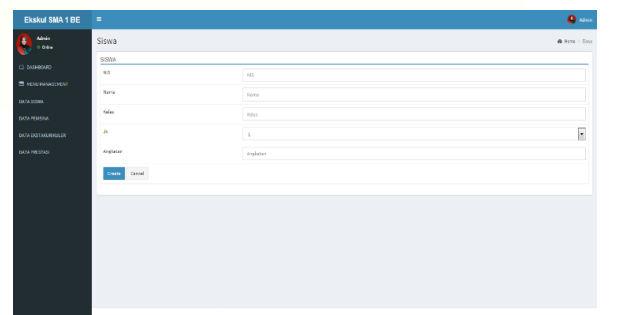 Ekskul SMA 1 BE
Admin
Admin
Online
Siswa
Home > Siswa
DASHBOARD
MENU MANAGEMENT
DATA SISWA
DATA PEMBINA
DATA EKSTAKURIKULER
DATA PRESTASI
SISWA
NIS
NIS
Nama
Nama
Kelas
Kelas
Jk
L
Angkatan
Angkatan
Create
Cancel